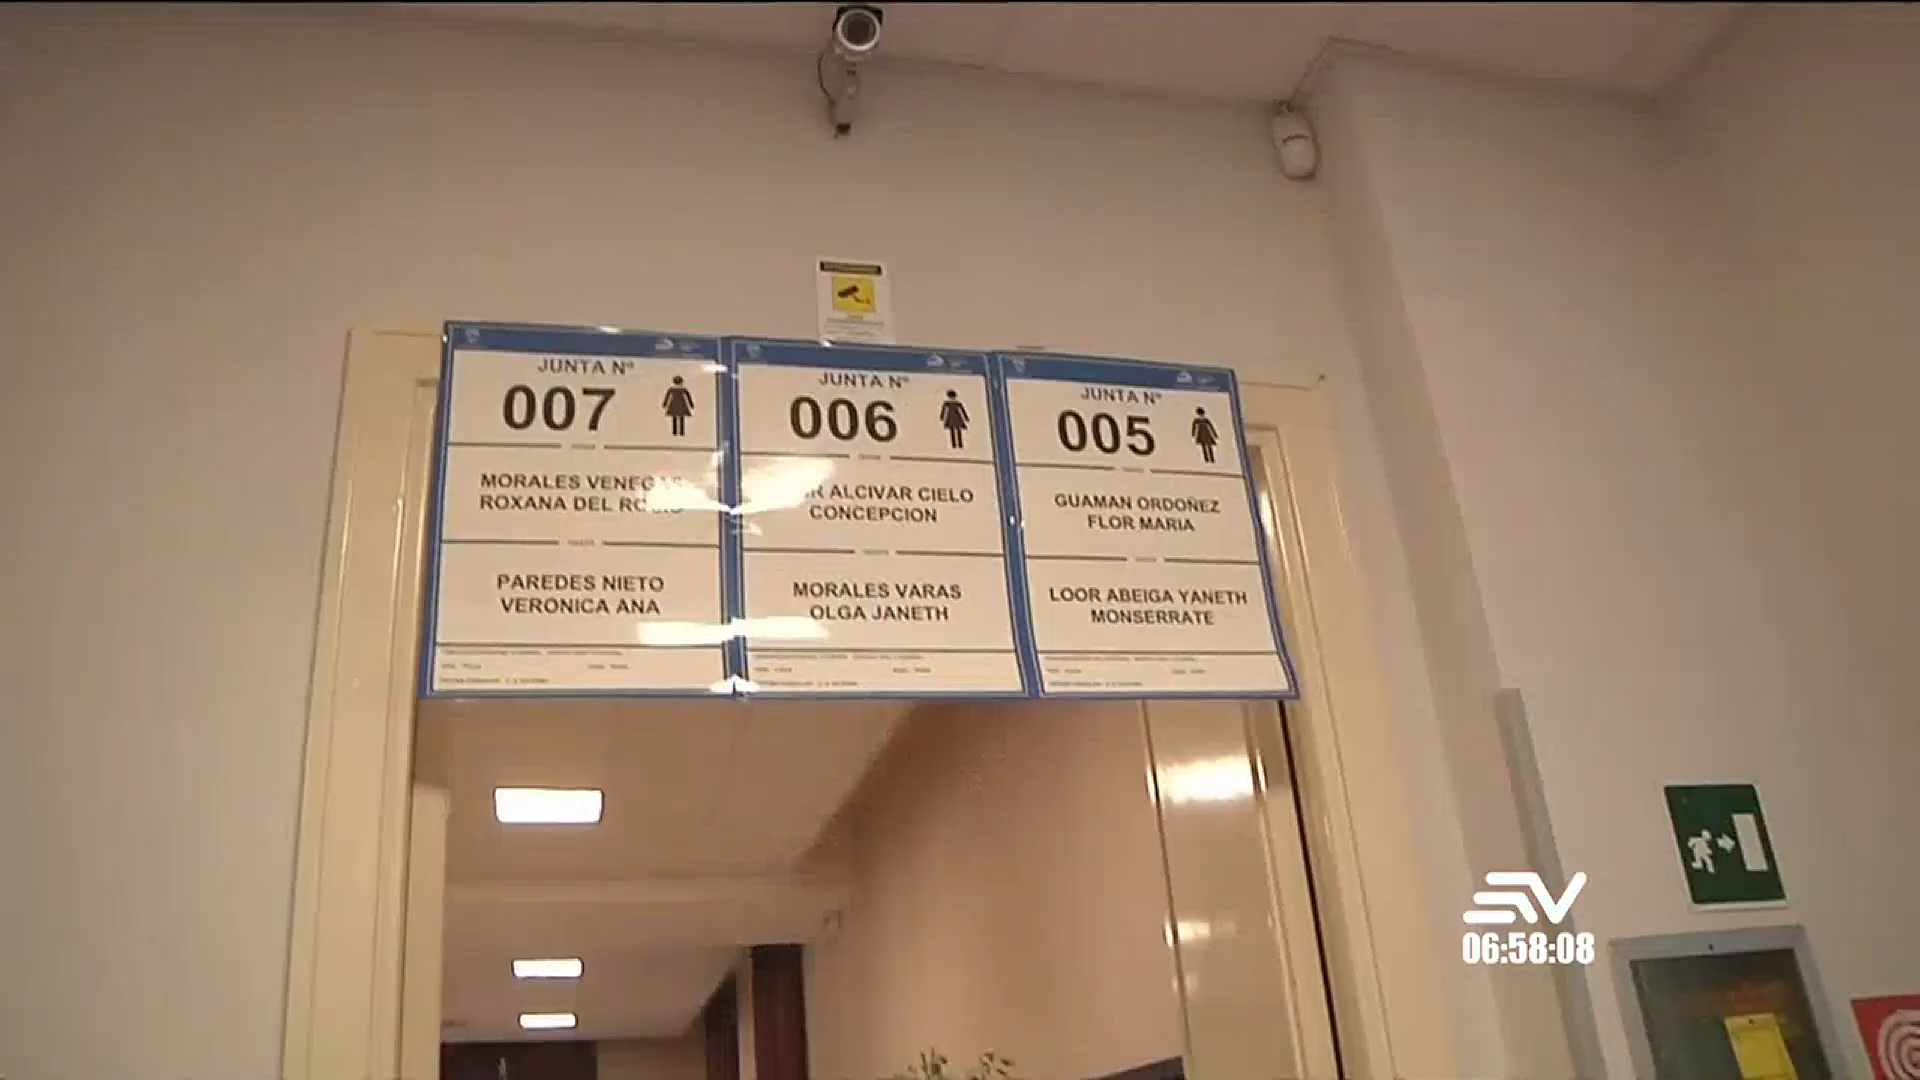 JUNTA Nº
007
MORALES VENEGAS
ROXANA DEL
PAREDES NIETO
VERONICA ANA
JUNTA Nº
006
ALCIVAR CIELO
CONCEPCION
MORALES VARAS
OLGA JANETH
JUNTA Nº
005
GUAMAN ORDOÑEZ
FLOR MARIA
LOOR ABEIGA YANETH
MONSERRATE
06:58:08